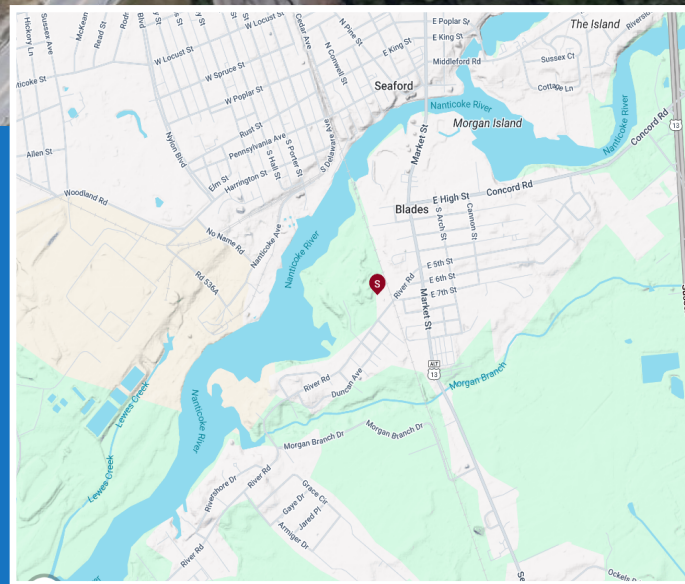 Hickory Ln
Sussex Ave
McKean
Read St
W Locust St
W Locust St
Cedar Ave
N Pine St
N Conwell St
E King St
E Poplar St
E King St
Middleford Rd
The Island
Sussex Ct
Cottage Ln
W Spruce St
Seaford
W Poplar St
Nanticoke River
Morgan Island
Nanticoke River
Concord Rd
13
Rust St
Pennsylvania Ave
S Hall St
S Porter St
S Delaware Ave
Market St
Nylon Blvd
Allen St
Elm St
Harrington St
Woodland Rd
E High St
Concord Rd
Blades
S Arch St
Cannon St
No Name Rd
Nanticoke Ave
Nanticoke River
Rd 536A
E 5th St
E 6th St
E 7th St
S
River Rd
Market St
ALT
13
River Rd
Duncan Ave
Morgan Branch
Lewes Creek
Nanticoke River
Morgan Branch Dr
Morgan Branch Dr
Lewes Creek
Rivershore Dr
River Rd
Grace Cir
Gaye Dr
Jared Pl
Armiger Dr
River Rd